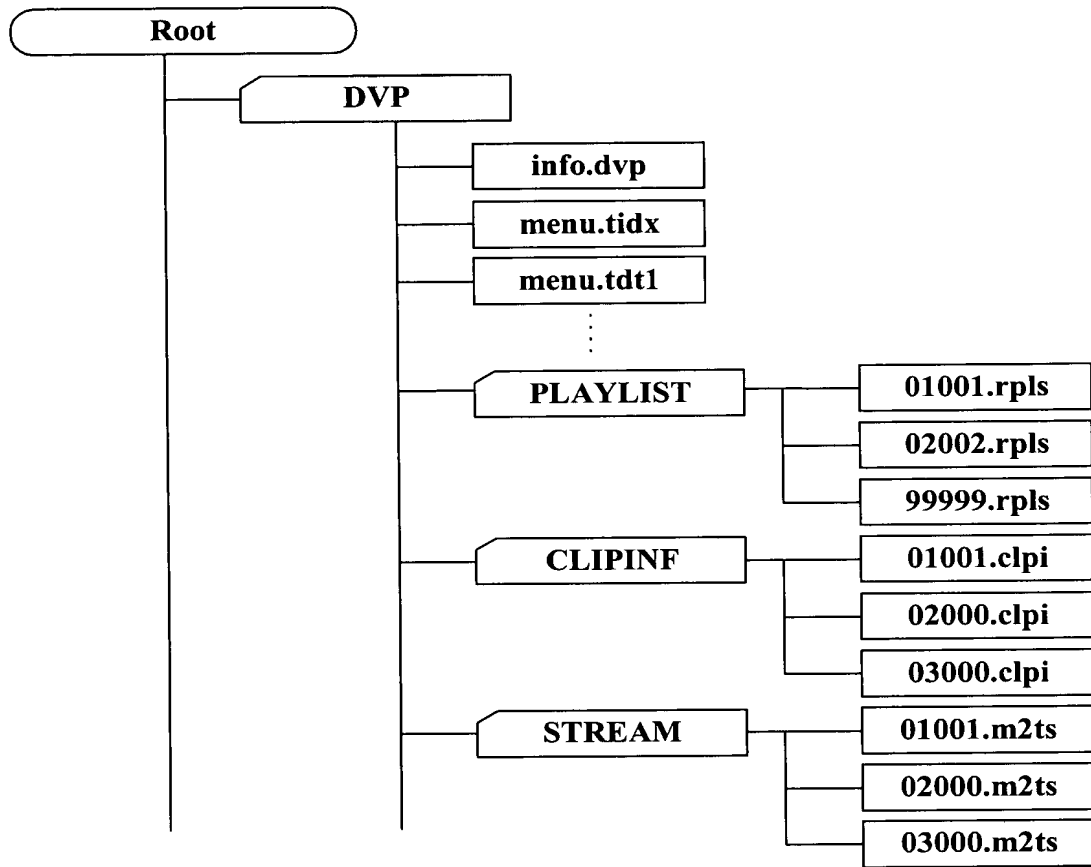 Root
DVP
info.dvp
menu.tidx
menu.tdt1
PLAYLIST
01001.rpls
02002.rpls
99999.rpls
CLIPINF
01001.clpi
02000.clpi
03000.clpi
STREAM
01001.m2ts
02000.m2ts
03000.m2ts